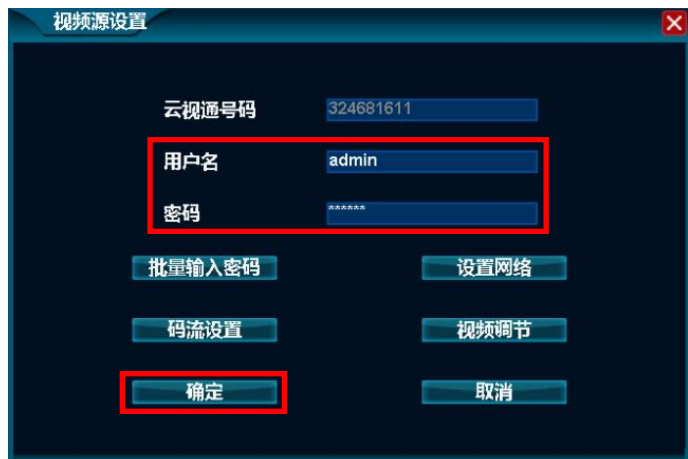 视频源设置
云视通号码 324681611
用户名 admin
密码 ******
批量输入密码 设置网络
码流设置 视频调节
确定 取消